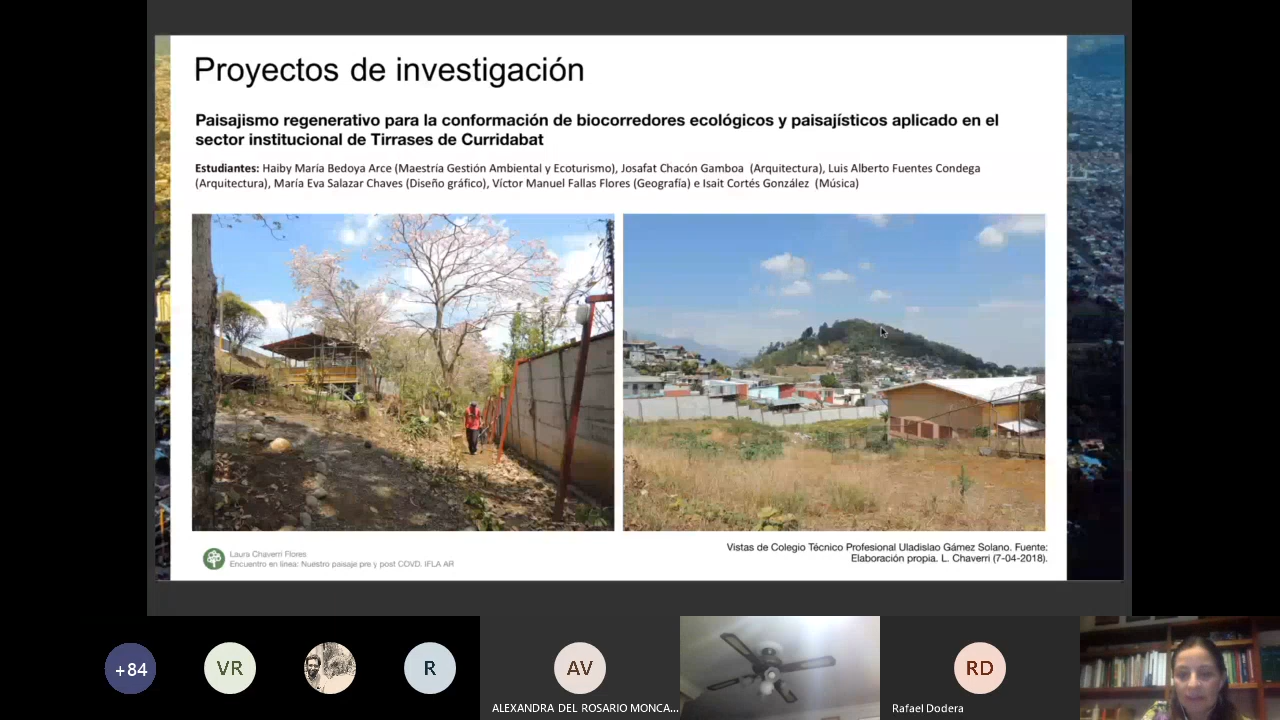 Proyectos de investigación
Paisajismo regenerativo para la conformación de biocorredores ecológicos y paisajísticos aplicado en el
sector institucional de Tirrases de Curridabat
Estudiantes: Haiby María Bedoya Arce (Maestría Gestión Ambiental y Ecoturismo), Josafat Chacón Gamboa (Arquitectura), Luis Alberto Fuentes Condega
(Arquitectura), María Eva Salazar Chaves (Diseño gráfico), Víctor Manuel Fallas Flores (Geografía) e Isait Cortés González (Música)
Laura Chaverri Flores
Encuentro en línea: Nuestro paisaje pre y post COVD. IFLA AR
Vistas de Colegio Técnico Profesional Uladislao Gámez Solano. Fuente:
Elaboración propia. L. Chaverri (7-04-2018).
+84
VR
R
AV
RD
ALEXANDRA DEL ROSARIO MONCA...
Rafael Dodera